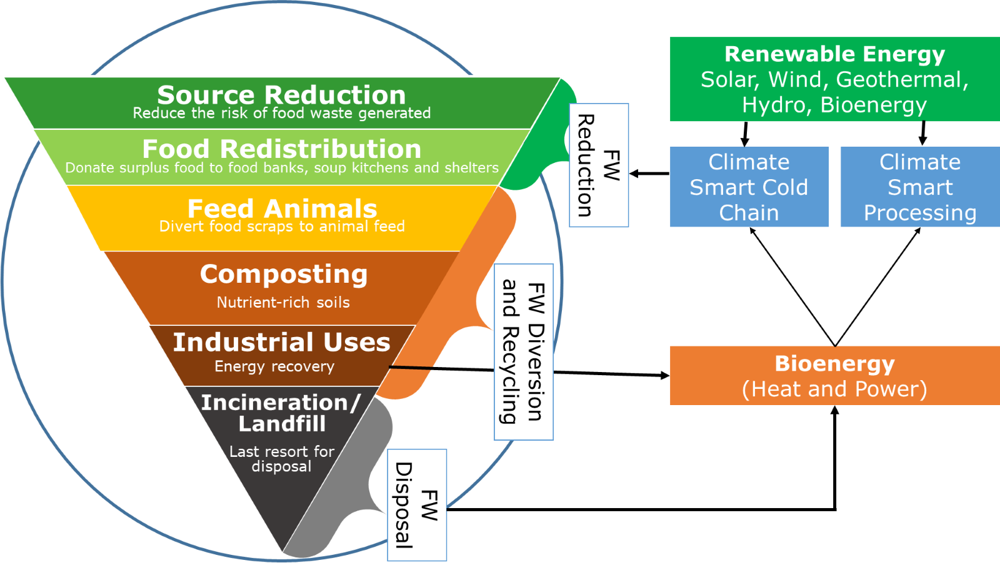 Source Reduction
Reduce the risk of food waste generated
Food Redistribution
Donate surplus food to food banks, soup kitchens and shelters
Feed Animals
Divert food scraps to animal feed
Composting
Nutrient-rich soils
Industrial Uses
Energy recovery
Incineration/
Landfill
Last resort for
disposal
FW
Reduction
FW Diversion
and Recycling
FW
Disposal
Renewable Energy
Solar, Wind, Geothermal,
Hydro, Bioenergy
Climate
Smart Cold
Chain
Climate
Smart
Processing
Bioenergy
(Heat and Power)